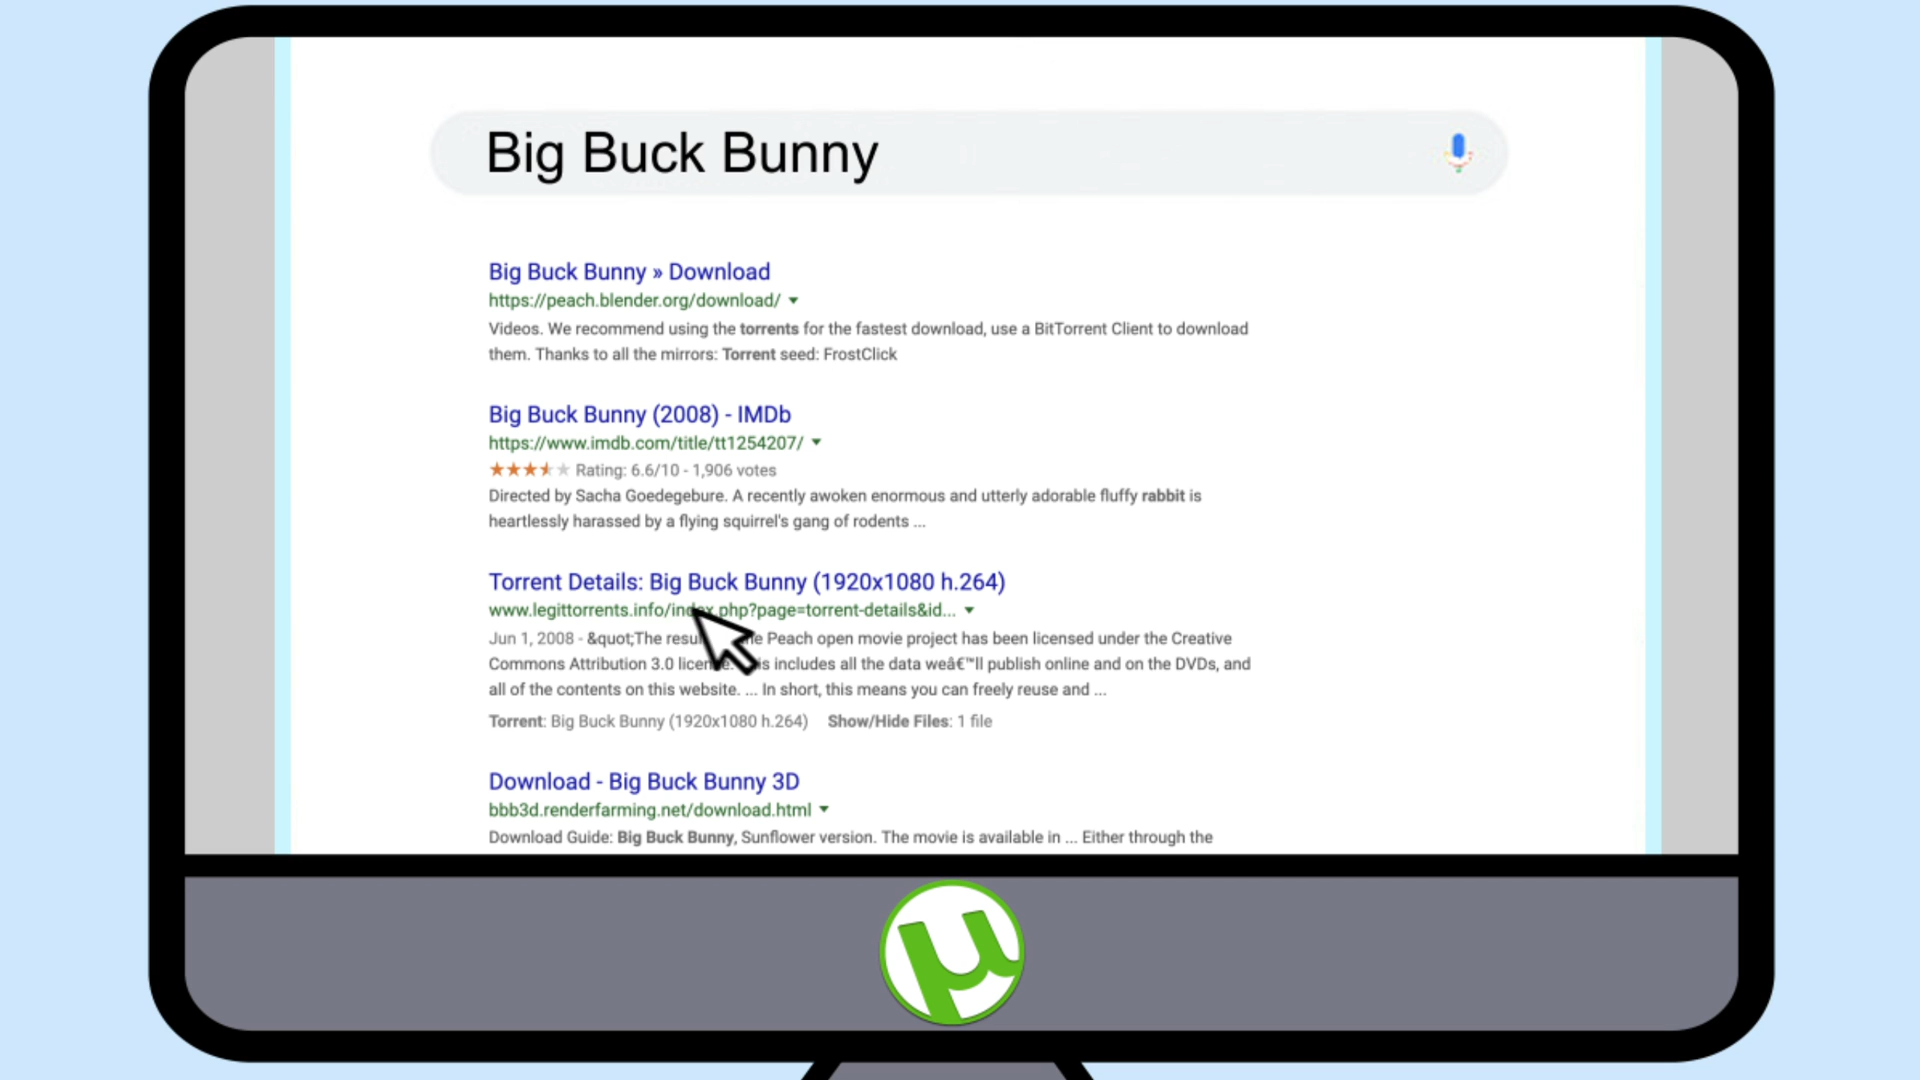 Big Buck Bunny
Big Buck Bunny » Download
https://peach.blender.org/download/
Videos. We recommend using the torrents for the fastest download, use a BitTorrent Client to download
them. Thanks to all the mirrors: Torrent seed: FrostClick
Big Buck Bunny (2008) - IMDb
https://www.imdb.com/title/tt1254207/
Rating: 6.6/10 - 1,906 votes
Directed by Sacha Goedegebure. A recently awoken enormous and utterly adorable fluffy rabbit is
heartlessly harassed by a flying squirrel's gang of rodents ...
Torrent Details: Big Buck Bunny (1920x1080 h.264)
www.legittorrents.info/index.php?page=torrent-details&id...
Jun 1, 2008 - &quot;The Peach open movie project has been licensed under the Creative
Commons Attribution 3.0 includes all the data weâ€™ll publish online and on the DVDs, and
all of the contents on this website. ... In short, this means you can freely reuse and ...
Torrent: Big Buck Bunny (1920x1080 h.264) Show/Hide Files: 1 file
Download - Big Buck Bunny 3D
bbb3d.renderfarming.net/download.html
Download Guide: Big Buck Bunny, Sunflower version. The movie is available in ... Either through the
µ